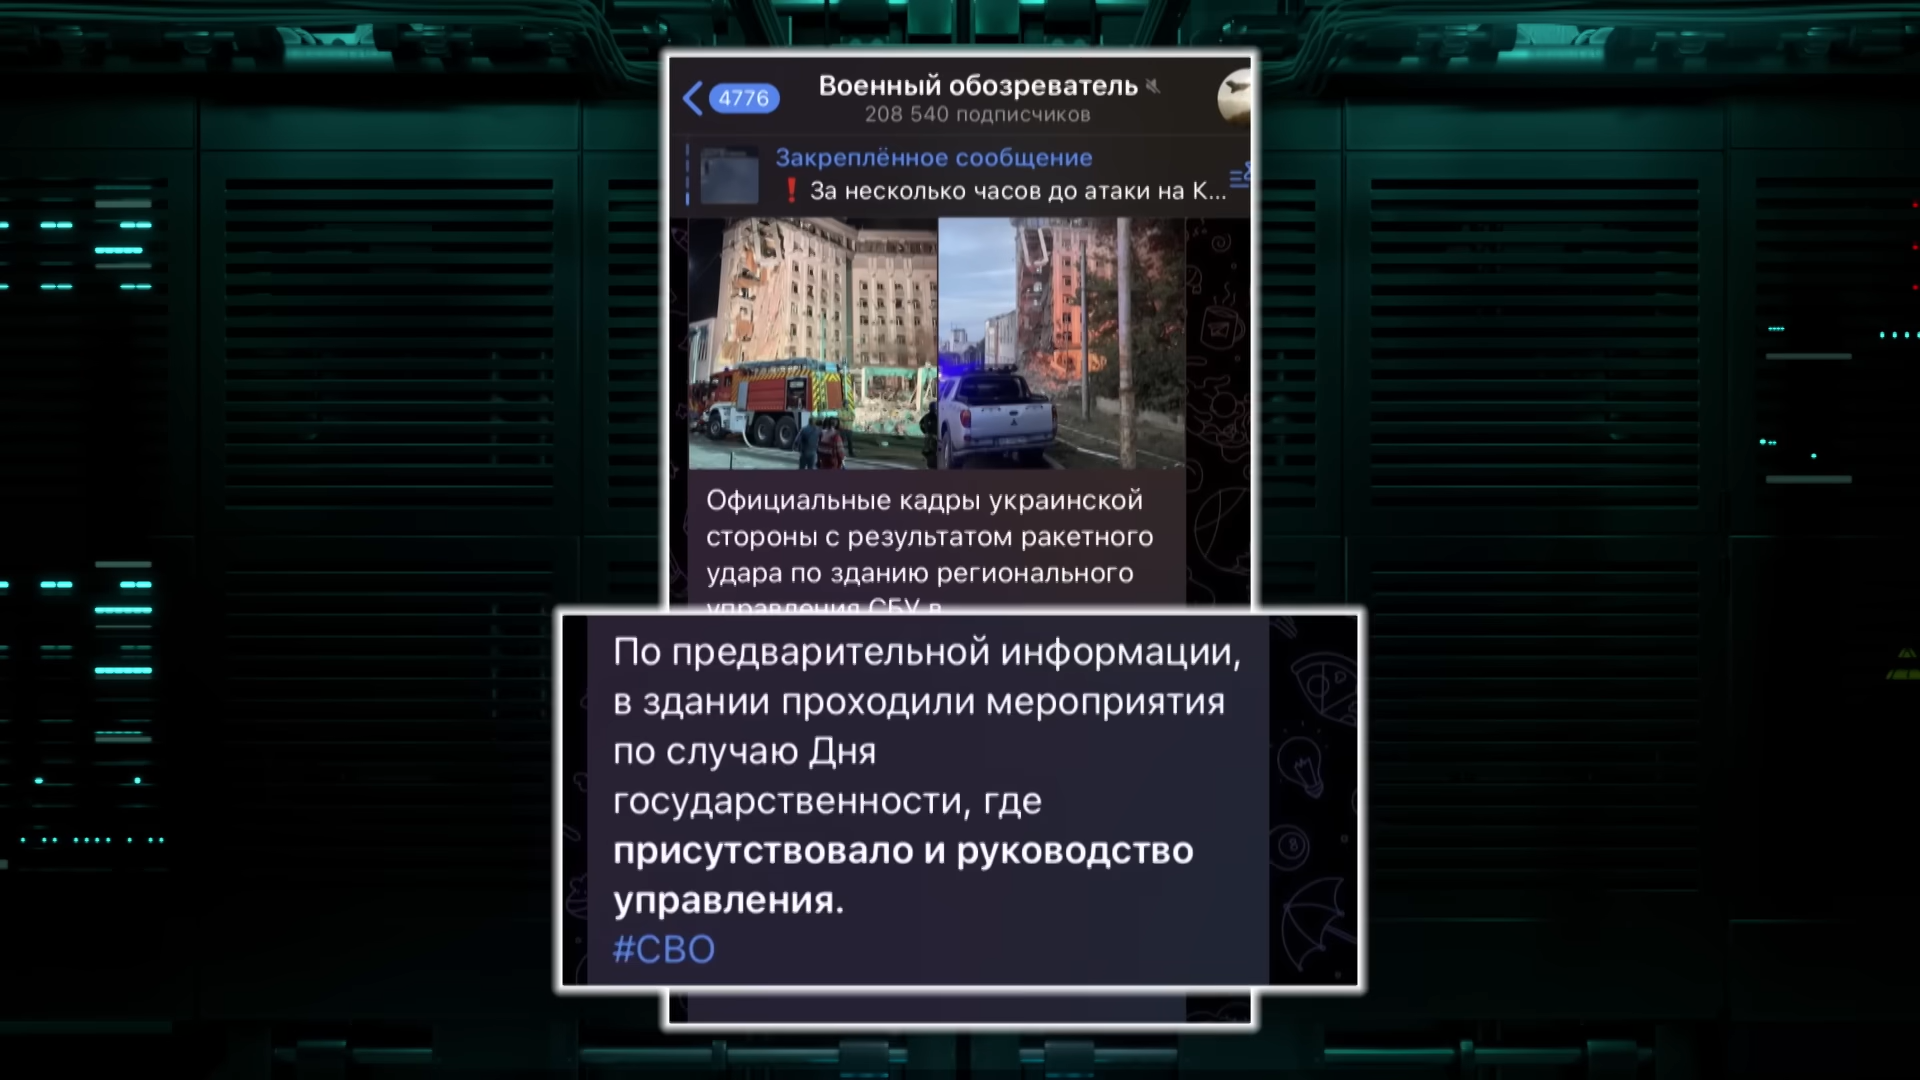 4776
Военный обозреватель
208 540 подписчиков
Закреплённое сообщение
❗ За несколько часов до атаки на К...
Официальные кадры украинской
стороны с результатом ракетного
удара по зданию регионального
управления СБУ в
По предварительной информации,
в здании проходили мероприятия
по случаю Дня
государственности, где
присутствовало и руководство
управления.
#СВО